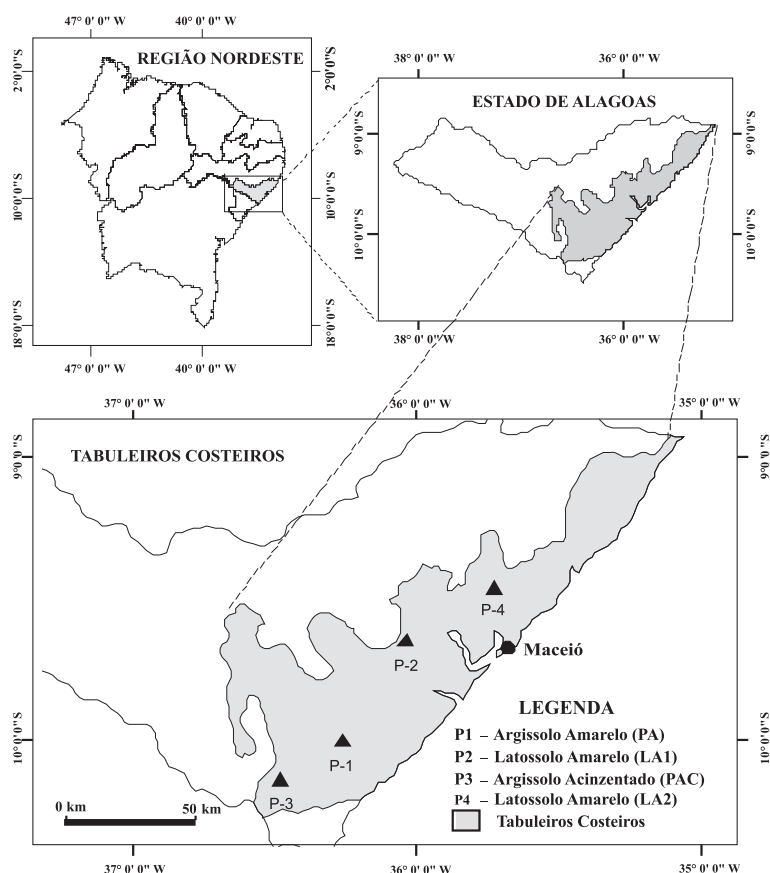 47° 0' 0" W
40° 0' 0" W
REGIÃO NORDESTE
2°0'0"S
2°0'0"S
10°0'0"S
10°0'0"S
18°0'0"S
18°0'0"S
47° 0' 0" W
40° 0' 0" W
38° 0' 0" W
36° 0' 0" W
ESTADO DE ALAGOAS
9°0'0"S
9°0'0"S
10°0'0"S
10°0'0"S
38° 0' 0" W
36° 0' 0" W
37° 0' 0" W
36° 0' 0" W
35° 0' 0" W
TABULEIROS COSTEIROS
9°0'0"S
9°0'0"S
P-4
Maceió
P-2
LEGENDA
P1 – Argissolo Amarelo (PA)
P2 – Latossolo Amarelo (LA1)
P3 – Argissolo Acinzentado (PAC)
P4 – Latossolo Amarelo (LA2)
Tabuleiros Costeiros
10°0'0"S
10°0'0"S
P-1
P-3
0 km
50 km
37° 0' 0" W
36° 0' 0" W
35° 0' 0" W